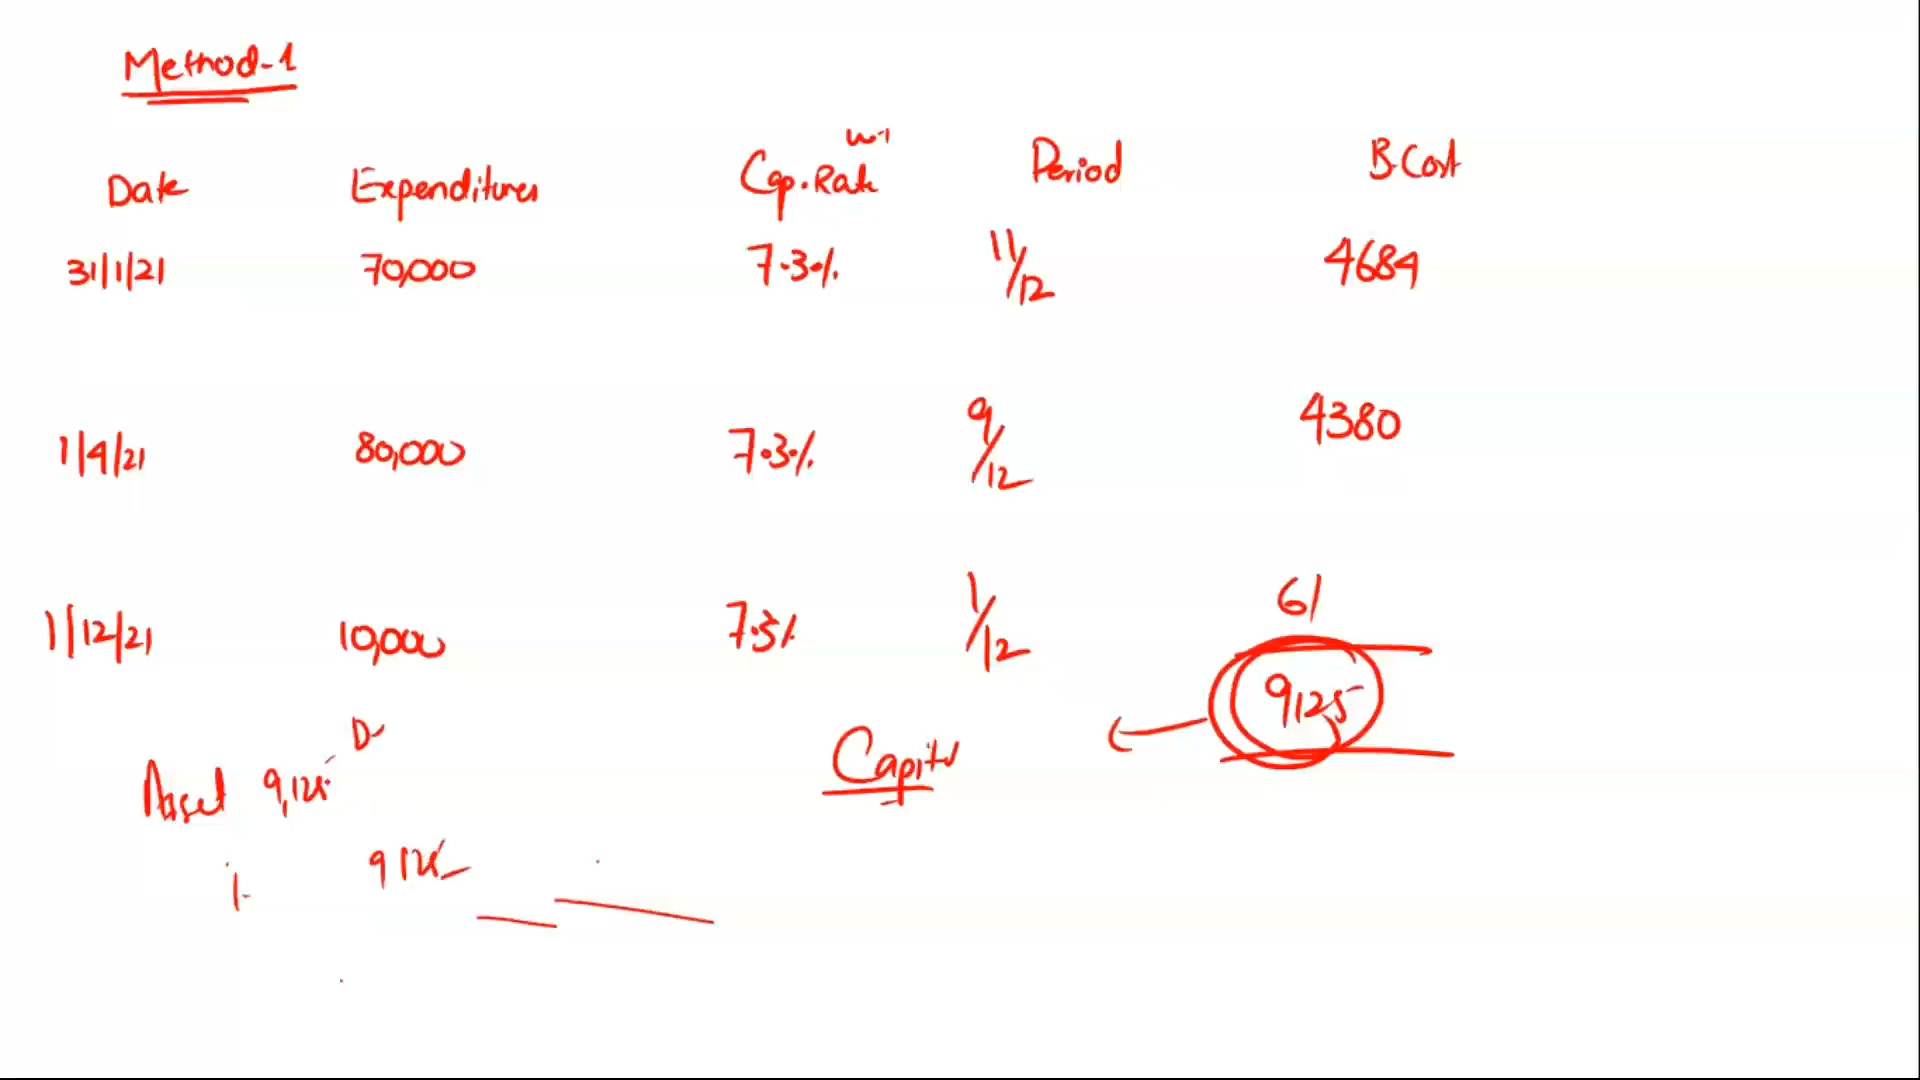 Method-1
W-1
Date Expenditures Cap.Rate Period B.Cost
31/1/21 70,000 7.3% 11/12 4684
1/4/21 80,000 7.3% 9/12 4380
1/12/21 10,000 7.3% 1/12 61
9125
Dr
Asset 9,125
9125